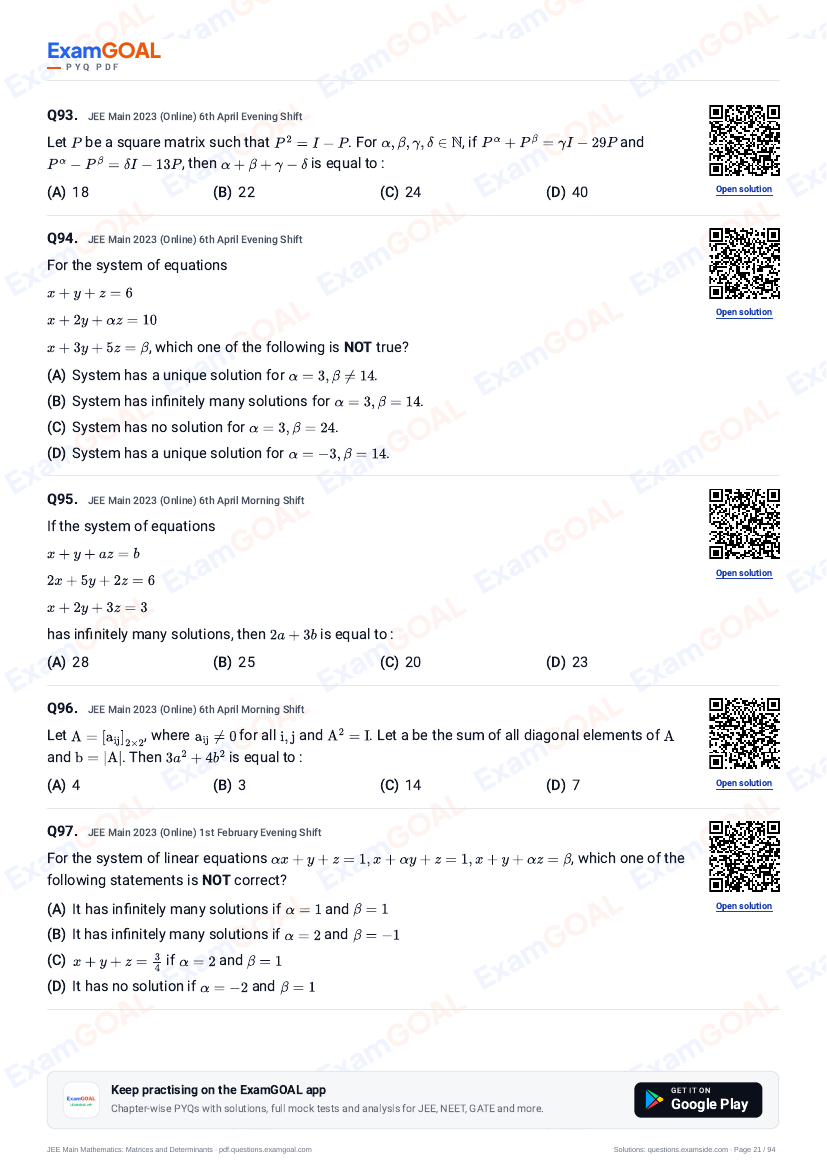 ExamGOAL
PYQ PDF
Q93. JEE Main 2023 (Online) 6th April Evening Shift
Let P be a square matrix such that P² = I − P. For α, β, γ, δ ∈ ℕ, if P^α + P^β = γI − 29P and
P^α − P^β = δI − 13P, then α + β + γ − δ is equal to :
(A) 18 (B) 22 (C) 24 (D) 40
Open solution
Q94. JEE Main 2023 (Online) 6th April Evening Shift
For the system of equations
x + y + z = 6
x + 2y + αz = 10
x + 3y + 5z = β, which one of the following is NOT true?
(A) System has a unique solution for α = 3, β ≠ 14.
(B) System has infinitely many solutions for α = 3, β = 14.
(C) System has no solution for α = 3, β = 24.
(D) System has a unique solution for α = −3, β = 14.
Open solution
Q95. JEE Main 2023 (Online) 6th April Morning Shift
If the system of equations
x + y + az = b
2x + 5y + 2z = 6
x + 2y + 3z = 3
has infinitely many solutions, then 2a + 3b is equal to :
(A) 28 (B) 25 (C) 20 (D) 23
Open solution
Q96. JEE Main 2023 (Online) 6th April Morning Shift
Let A = [a_ij]_2×2, where a_ij ≠ 0 for all i, j and A² = I. Let a be the sum of all diagonal elements of A
and b = |A|. Then 3a² + 4b² is equal to :
(A) 4 (B) 3 (C) 14 (D) 7
Open solution
Q97. JEE Main 2023 (Online) 1st February Evening Shift
For the system of linear equations αx + y + z = 1, x + αy + z = 1, x + y + αz = β, which one of the
following statements is NOT correct?
(A) It has infinitely many solutions if α = 1 and β = 1
(B) It has infinitely many solutions if α = 2 and β = −1
(C) x + y + z = 3/4 if α = 2 and β = 1
(D) It has no solution if α = −2 and β = 1
Open solution
Keep practising on the ExamGOAL app
Chapter-wise PYQs with solutions, full mock tests and analysis for JEE, NEET, GATE and more.
GET IT ON
Google Play
JEE Main Mathematics: Matrices and Determinants · pdf.questions.examgoal.com
Solutions: questions.examside.com · Page 21 / 94